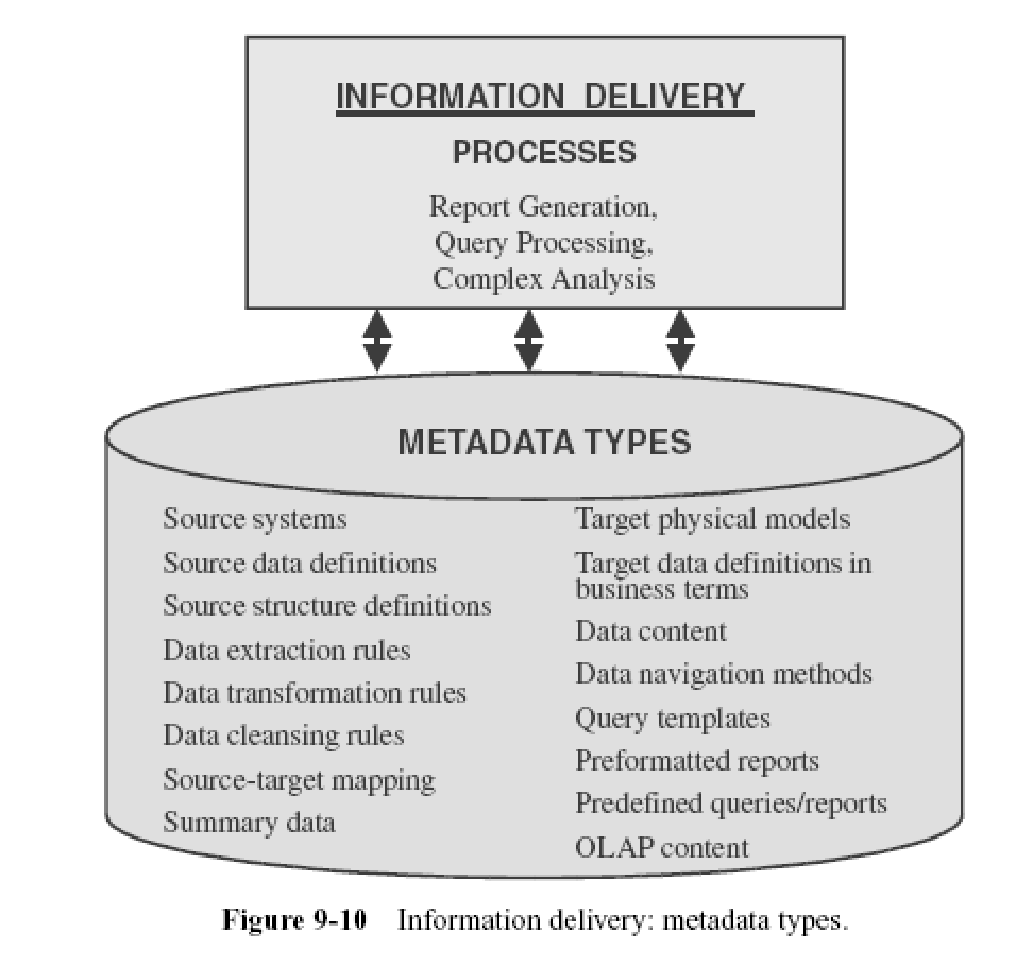 INFORMATION DELIVERY
PROCESSES
Report Generation,
Query Processing,
Complex Analysis
METADATA TYPES
Source systems
Source data definitions
Source structure definitions
Data extraction rules
Data transformation rules
Data cleansing rules
Source-target mapping
Summary data
Target physical models
Target data definitions in
business terms
Data content
Data navigation methods
Query templates
Preformatted reports
Predefined queries/reports
OLAP content
Figure 9-10 Information delivery: metadata types.